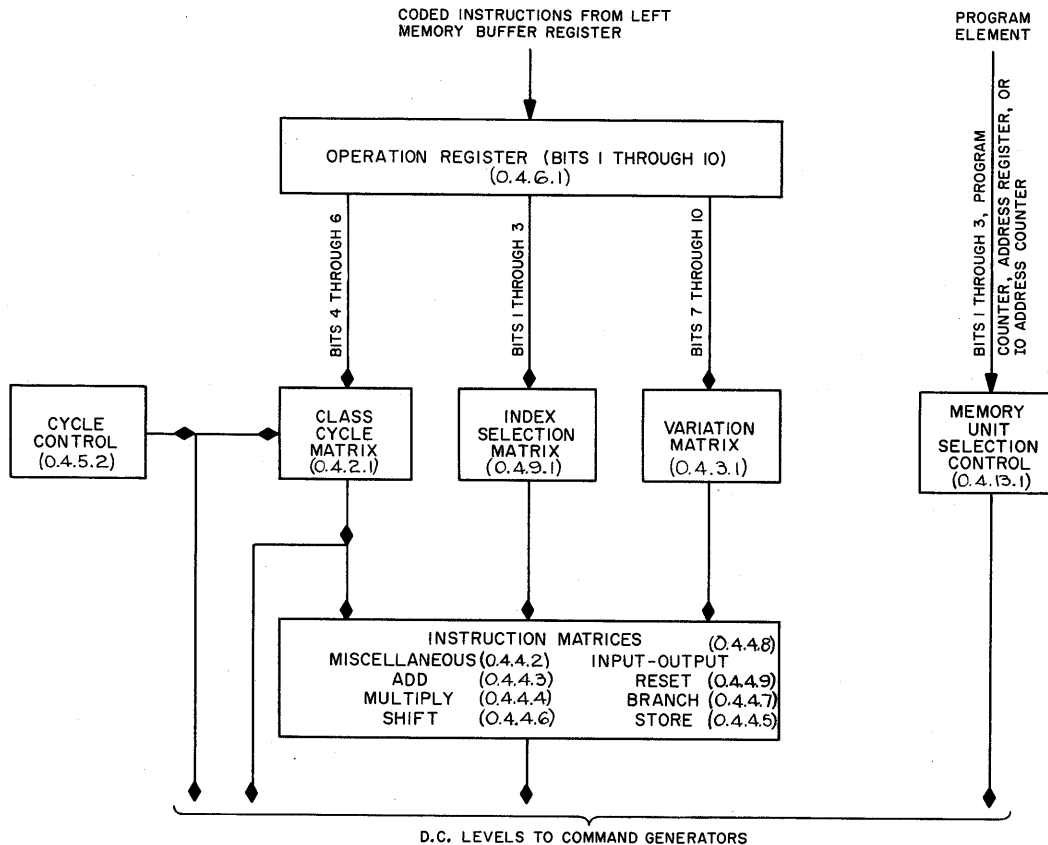 CODED INSTRUCTIONS FROM LEFT
MEMORY BUFFER REGISTER
PROGRAM
ELEMENT
OPERATION REGISTER (BITS 1 THROUGH 10)
(0.4.6.1)
BITS 4 THROUGH 6
BITS 1 THROUGH 3
BITS 7 THROUGH 10
BITS 1 THROUGH 3, PROGRAM
COUNTER, ADDRESS REGISTER, OR
IO ADDRESS COUNTER
CYCLE
CONTROL
(0.4.5.2)
CLASS
CYCLE
MATRIX
(0.4.2.1)
INDEX
SELECTION
MATRIX
(0.4.9.1)
VARIATION
MATRIX
(0.4.3.1)
MEMORY
UNIT
SELECTION
CONTROL
(0.4.13.1)
INSTRUCTION MATRICES (0.4.4.8)
MISCELLANEOUS (0.4.4.2) INPUT-OUTPUT
ADD (0.4.4.3) RESET (0.4.4.9)
MULTIPLY (0.4.4.4) BRANCH (0.4.4.7)
SHIFT (0.4.4.6) STORE (0.4.4.5)
D.C. LEVELS TO COMMAND GENERATORS